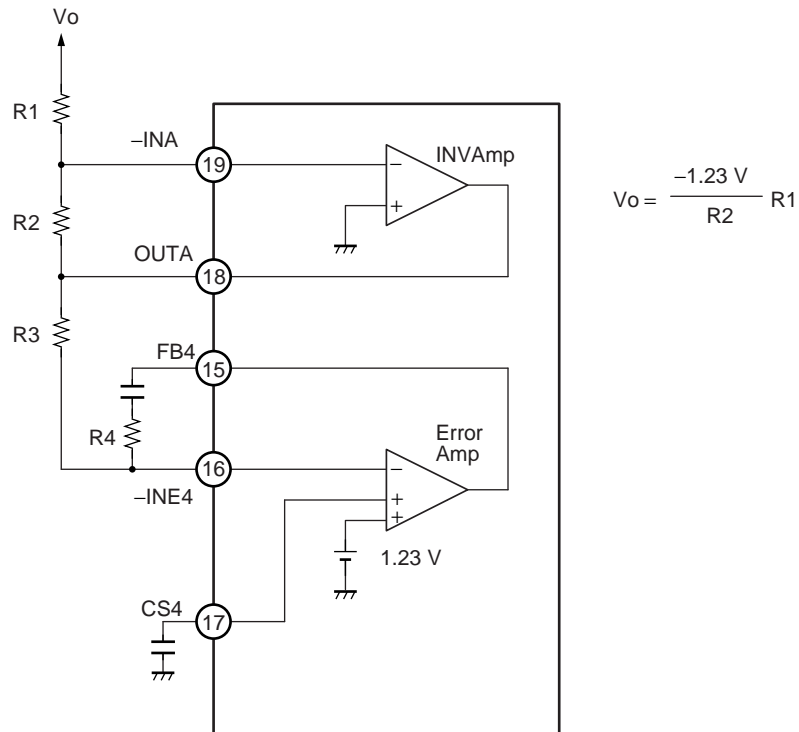 Vo
R1
–INA
19
INVAmp
−
+
R2
OUTA
18
R3
FB4
15
R4
Error
Amp
16
–INE4
−
+
+
1.23 V
CS4
17
Vo = –1.23 V / R2 R1